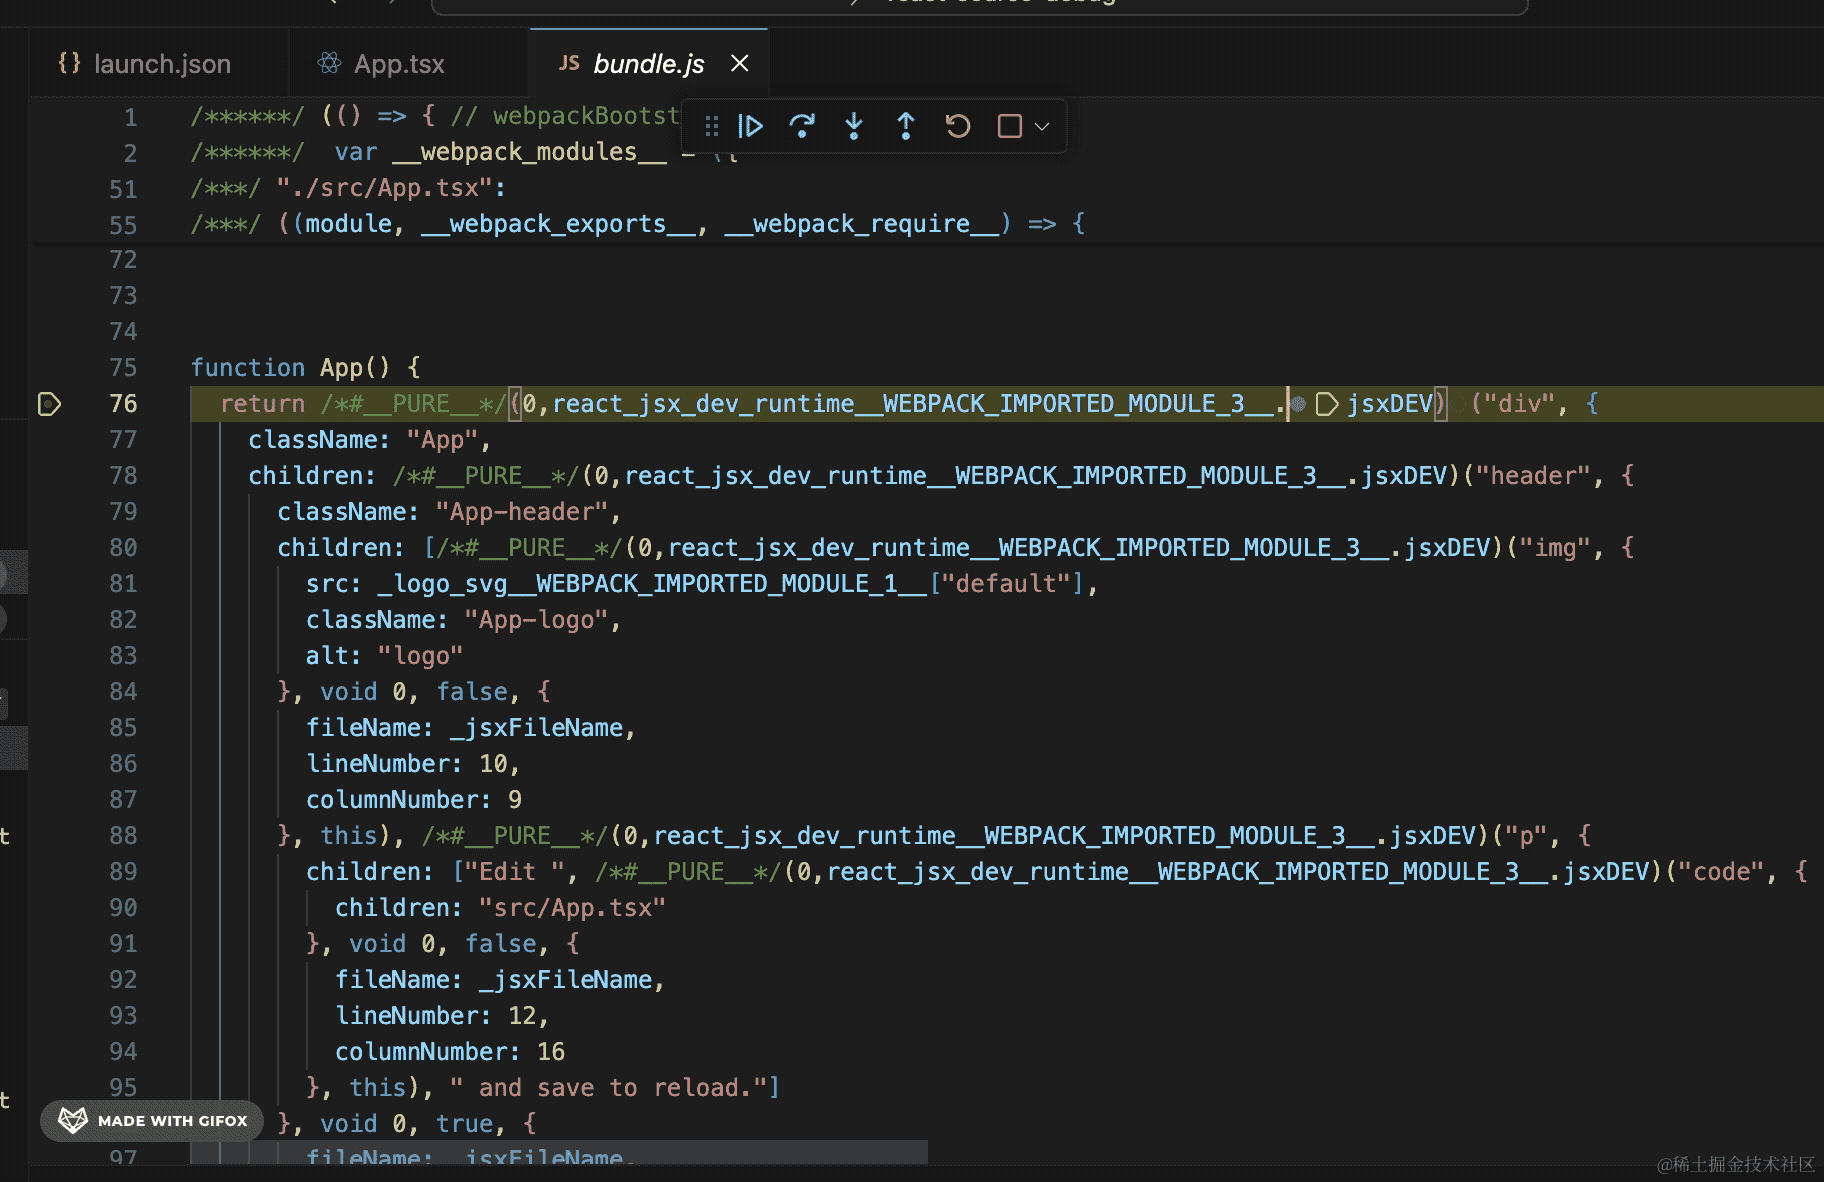 react-source-debug
{} launch.json
App.tsx
JS bundle.js
1 /******/ (() => { // webpackBootst
2 /******/ var __webpack_modules__ = ({
51 /***/ "./src/App.tsx":
55 /***/ ((module, __webpack_exports__, __webpack_require__) => {
72
73
74
75 function App() {
76 return /*#__PURE__*/(0,react_jsx_dev_runtime__WEBPACK_IMPORTED_MODULE_3__.jsxDEV) ("div", {
77 className: "App",
78 children: /*#__PURE__*/(0,react_jsx_dev_runtime__WEBPACK_IMPORTED_MODULE_3__.jsxDEV)("header", {
79 className: "App-header",
80 children: [/*#__PURE__*/(0,react_jsx_dev_runtime__WEBPACK_IMPORTED_MODULE_3__.jsxDEV)("img", {
81 src: _logo_svg__WEBPACK_IMPORTED_MODULE_1__["default"],
82 className: "App-logo",
83 alt: "logo"
84 }, void 0, false, {
85 fileName: _jsxFileName,
86 lineNumber: 10,
87 columnNumber: 9
88 }, this), /*#__PURE__*/(0,react_jsx_dev_runtime__WEBPACK_IMPORTED_MODULE_3__.jsxDEV)("p", {
89 children: ["Edit ", /*#__PURE__*/(0,react_jsx_dev_runtime__WEBPACK_IMPORTED_MODULE_3__.jsxDEV)("code", {
90 children: "src/App.tsx"
91 }, void 0, false, {
92 fileName: _jsxFileName,
93 lineNumber: 12,
94 columnNumber: 16
95 }, this), " and save to reload."]
}, void 0, true, {
97 fileName: _jsxFileName,
t
t
MADE WITH GIFOX
@稀土掘金技术社区